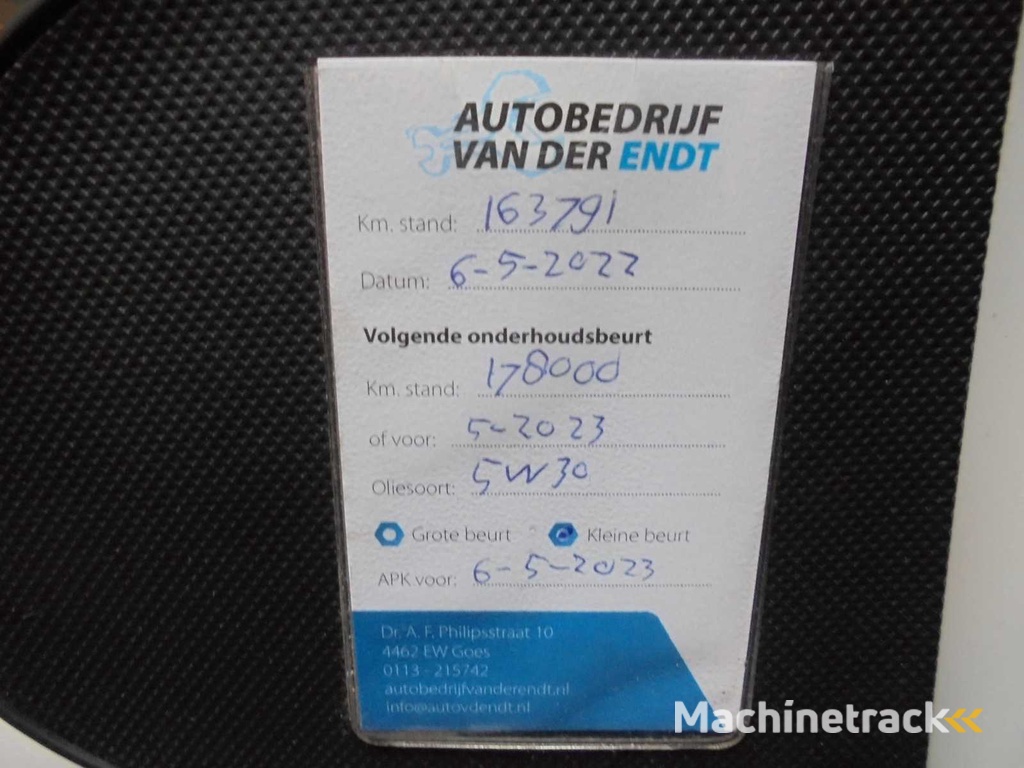 AUTOBEDRIJF
VAN DER ENDT
Km. stand: 163791
Datum: 6-5-2022
Volgende onderhoudsbeurt
Km. stand: 178000
of voor: 5-2023
Oliesoort: 5W30
Grote beurt Kleine beurt
APK voor: 6-5-2023
Dr. A. F. Philipsstraat 10
4462 EW Goes
0113 - 215742
autobedrijfvanderendt.nl
info@autovdendt.nl
Machinetrack